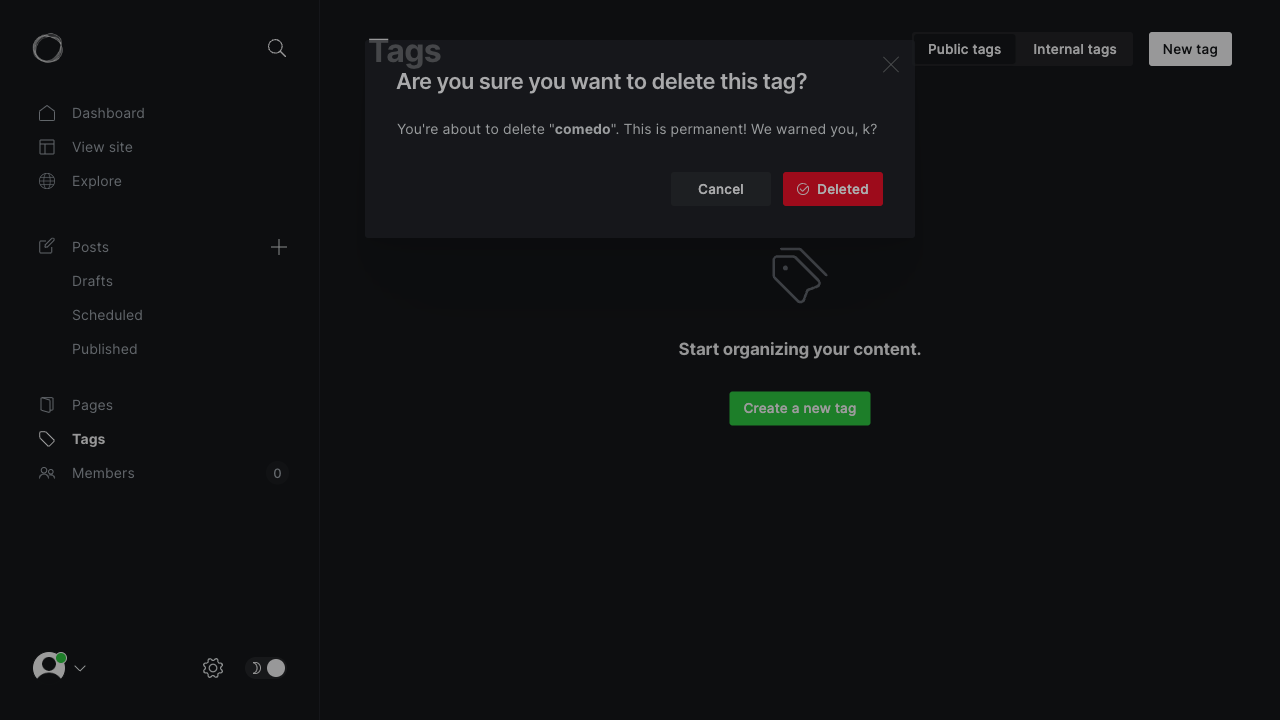 Tags
Public tags
Internal tags
New tag
Are you sure you want to delete this tag?
You're about to delete "comedo". This is permanent! We warned you, k?
Cancel
Deleted
Dashboard
View site
Explore
Posts
Drafts
Scheduled
Published
Pages
Tags
Members
0
Start organizing your content.
Create a new tag